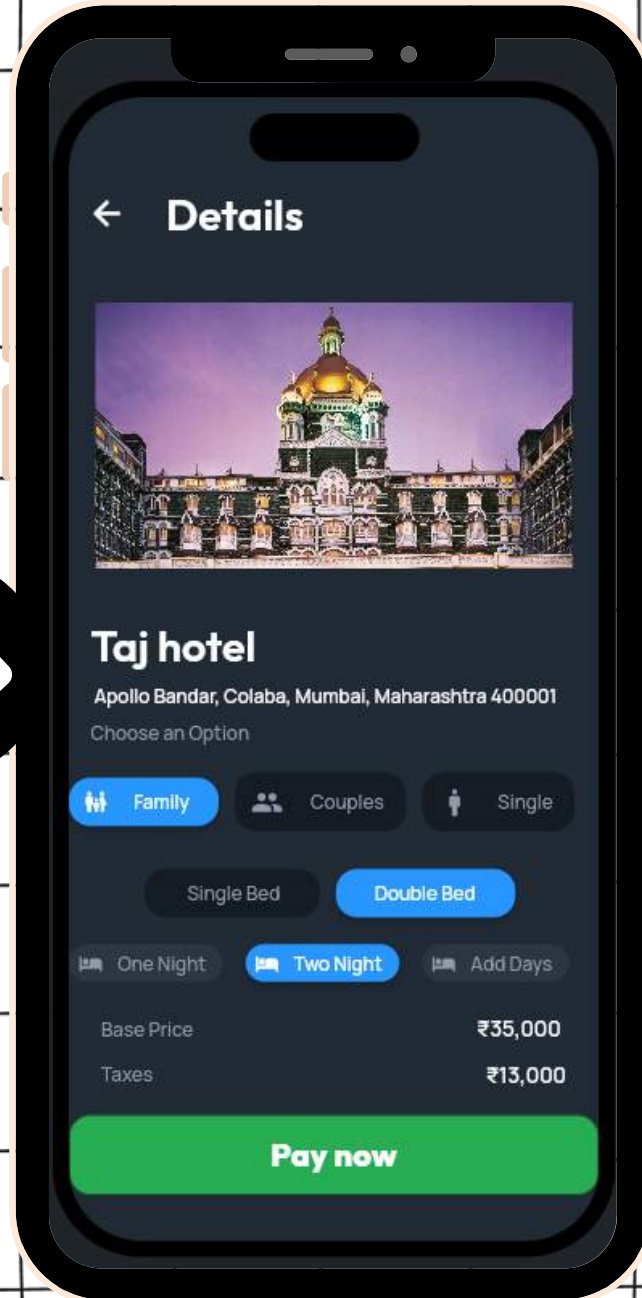 Details
Taj hotel
Apollo Bandar, Colaba, Mumbai, Maharashtra 400001
Choose an Option
Family Couples Single
Single Bed Double Bed
One Night Two Night Add Days
Base Price ₹35,000
Taxes ₹13,000
Pay now